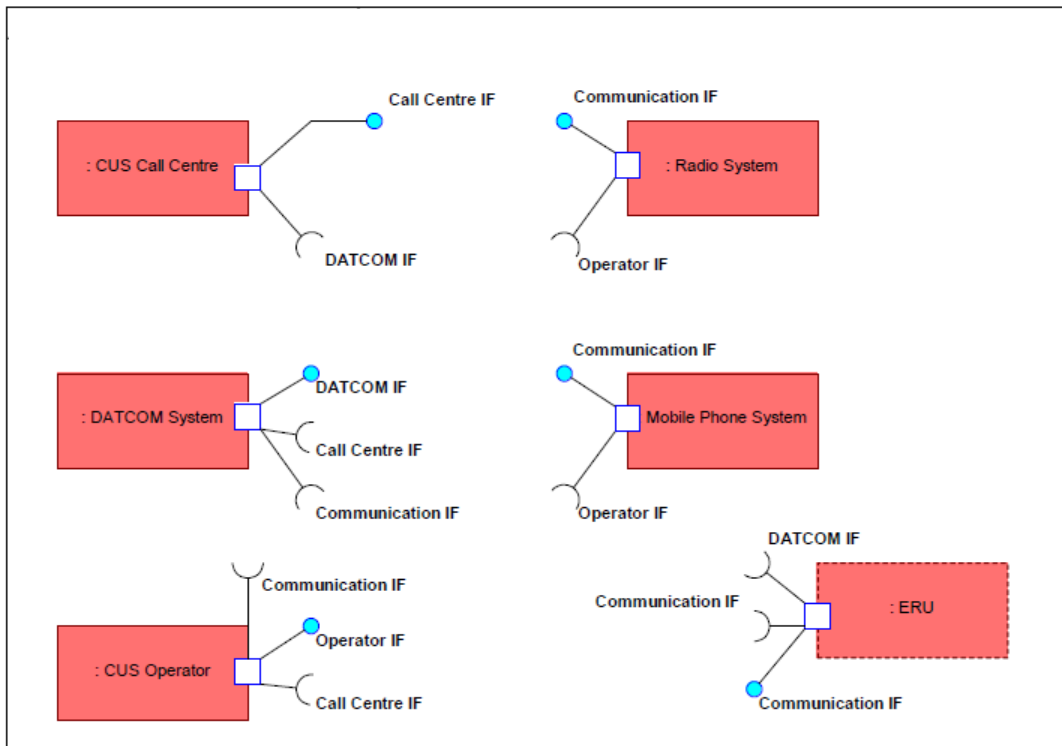 Call Centre IF
Communication IF
: CUS Call Centre
: Radio System
DATCOM IF
Operator IF
Communication IF
DATCOM IF
: DATCOM System
Mobile Phone System
Call Centre IF
Communication IF
Operator IF
DATCOM IF
Communication IF
Communication IF
: ERU
Operator IF
: CUS Operator
Call Centre IF
Communication IF